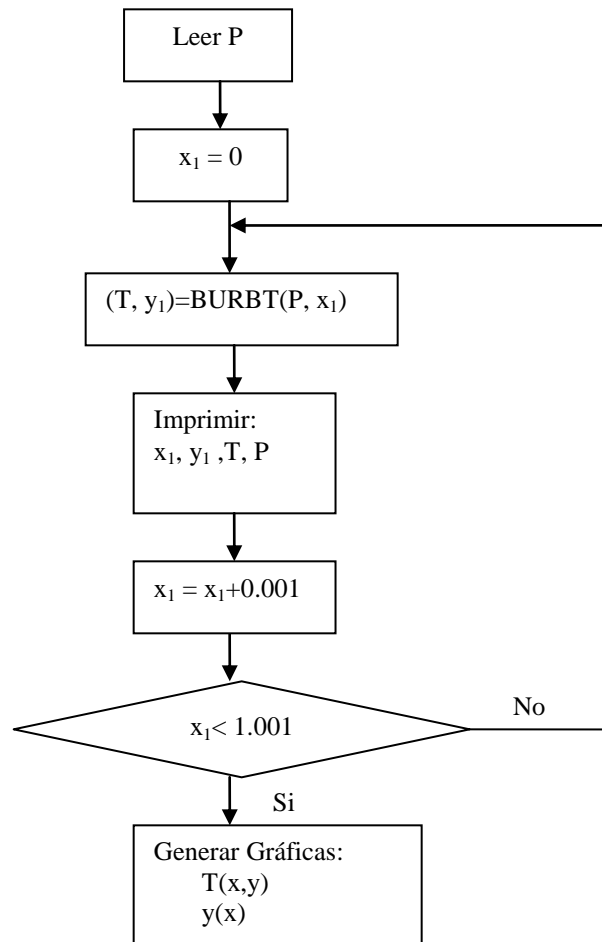 Leer P
x₁ = 0
(T, y₁)=BURBT(P, x₁)
Imprimir:
x₁, y₁ ,T, P
x₁ = x₁+0.001
x₁< 1.001
No
Si
Generar Gráficas:
T(x,y)
y(x)